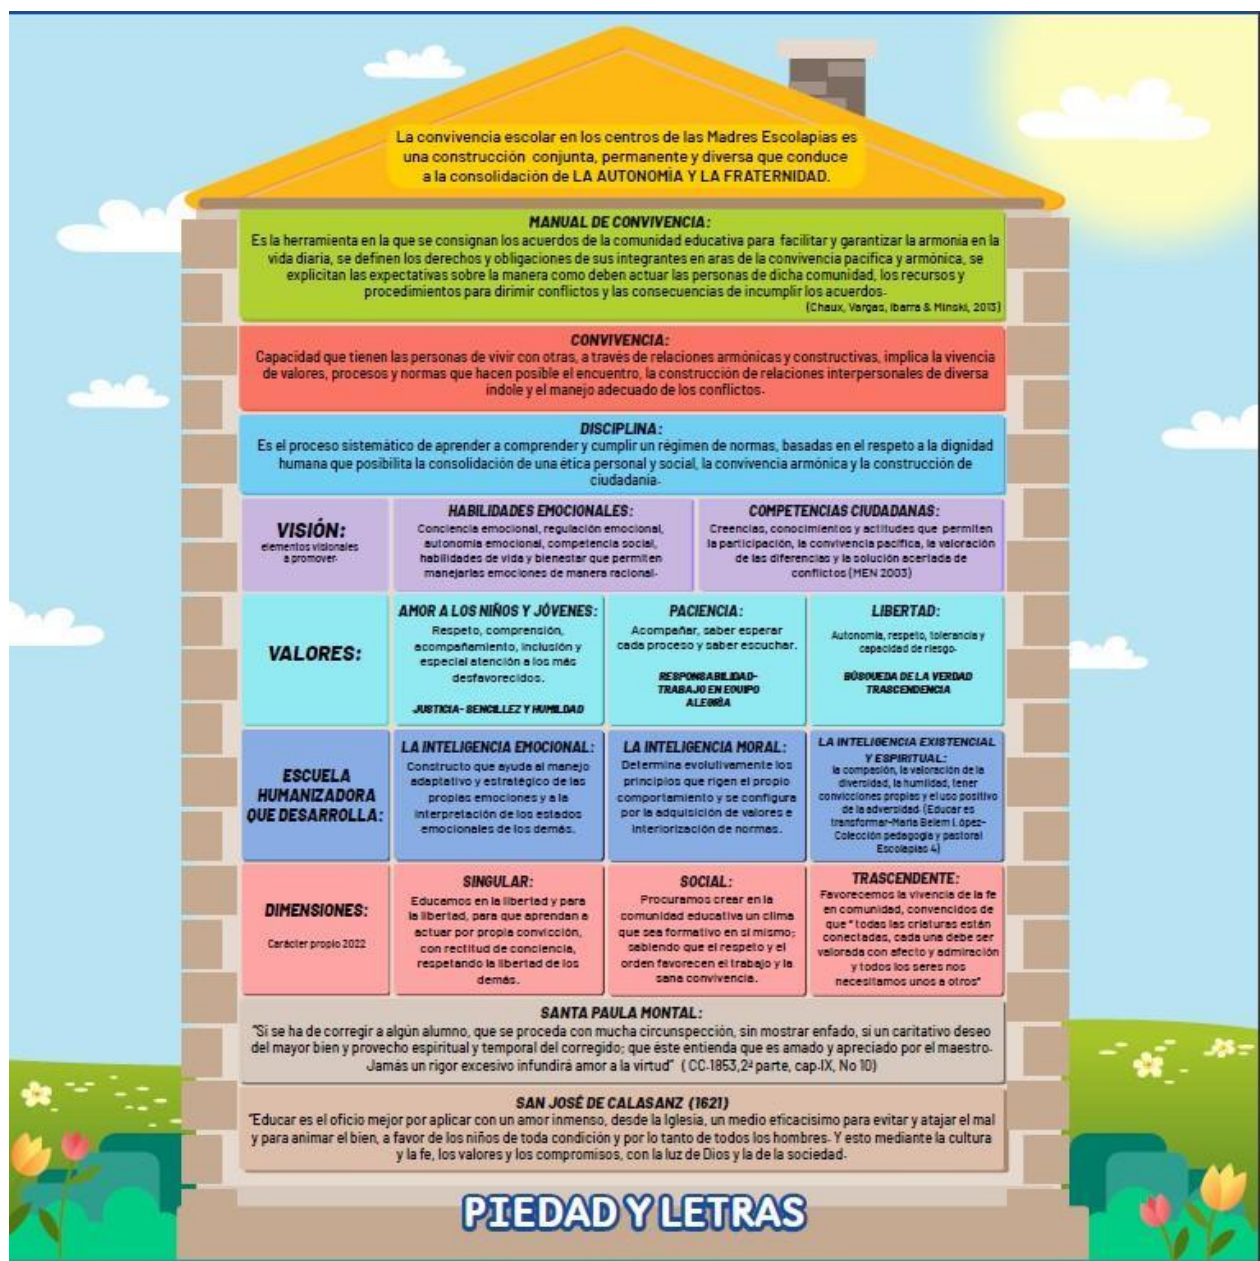 La convivencia escolar en los centros de las Madres Escolapias es
una construcción conjunta, permanente y diversa que conduce
a la consolidación de LA AUTONOMÍA Y LA FRATERNIDAD.
MANUAL DE CONVIVENCIA:
Es la herramienta en la que se consignan los acuerdos de la comunidad educativa para facilitar y garantizar la armonía en la
vida diaria, se definen los derechos y obligaciones de sus integrantes en aras de la convivencia pacífica y armónica, se
explicitan las expectativas sobre la manera como deben actuar las personas de dicha comunidad, los recursos y
procedimientos para dirimir conflictos y las consecuencias de incumplir los acuerdos.
(Chaux, Vargas, Ibarra & Minski, 2013)
CONVIVENCIA:
Capacidad que tienen las personas de vivir con otras, a través de relaciones armónicas y constructivas, implica la vivencia
de valores, procesos y normas que hacen posible el encuentro, la construcción de relaciones interpersonales de diversa
índole y el manejo adecuado de los conflictos.
DISCIPLINA:
Es el proceso sistemático de aprender a comprender y cumplir un régimen de normas, basadas en el respeto a la dignidad
humana que posibilita la consolidación de una ética personal y social, la convivencia armónica y la construcción de
ciudadanía.
VISIÓN:
elementos visionales
a promover.
HABILIDADES EMOCIONALES:
Conciencia emocional, regulación emocional,
autonomía emocional, competencia social,
habilidades de vida y bienestar que permiten
manejarlas emociones de manera racional.
COMPETENCIAS CIUDADANAS:
Creencias, conocimientos y actitudes que permiten
la participación, la convivencia pacífica, la valoración
de las diferencias y la solución acertada de
conflictos (MEN 2003)
VALORES:
AMOR A LOS NIÑOS Y JÓVENES:
Respeto, comprensión,
acompañamiento, inclusión y
especial atención a los más
desfavorecidos.
JUSTICIA- SENCILLEZ Y HUMILDAD
PACIENCIA:
Acompañar, saber esperar
cada proceso y saber escuchar.
RESPONSABILIDAD-
TRABAJO EN EQUIPO
ALEGRÍA
LIBERTAD:
Autonomía, respeto, tolerancia y
capacidad de riesgo.
BÚSQUEDA DE LA VERDAD
TRASCENDENCIA
ESCUELA
HUMANIZADORA
QUE DESARROLLA:
LA INTELIGENCIA EMOCIONAL:
Constructo que ayuda al manejo
adaptativo y estratégico de las
propias emociones y a la
interpretación de los estados
emocionales de los demás.
LA INTELIGENCIA MORAL:
Determina evolutivamente los
principios que rigen el propio
comportamiento y se configura
por la adquisición de valores e
interiorización de normas.
LA INTELIGENCIA EXISTENCIAL
Y ESPIRITUAL:
la compasión, la valoración de la
diversidad, la humildad, tener
convicciones propias y el uso positivo
de la adversidad. (Educar es
transformar-María Belem López-
Colección pedagogía y pastoral
Escolapias 4)
DIMENSIONES:
Carácter propio 2022
SINGULAR:
Educamos en la libertad y para
la libertad, para que aprendan a
actuar por propia convicción,
con rectitud de conciencia,
respetando la libertad de los
demás.
SOCIAL:
Procuramos crear en la
comunidad educativa un clima
que sea formativo en sí mismo;
sabiendo que el respeto y el
orden favorecen el trabajo y la
sana convivencia.
TRASCENDENTE:
Favorecemos la vivencia de la fe
en comunidad, convencidos de
que " todas las criaturas están
conectadas, cada una debe ser
valorada con afecto y admiración
y todos los seres nos
necesitamos unos a otros"
SANTA PAULA MONTAL:
"Si se ha de corregir a algún alumno, que se proceda con mucha circunspección, sin mostrar enfado, si un caritativo deseo
del mayor bien y provecho espiritual y temporal del corregido; que éste entienda que es amado y apreciado por el maestro.
Jamás un rigor excesivo infundirá amor a la virtud" ( CC.1853,2ª parte, cap.IX, No 10)
SAN JOSÉ DE CALASANZ (1621)
"Educar es el oficio mejor por aplicar con un amor inmenso, desde la Iglesia, un medio eficacísimo para evitar y atajar el mal
y para animar el bien, a favor de los niños de toda condición y por lo tanto de todos los hombres. Y esto mediante la cultura
y la fe, los valores y los compromisos, con la luz de Dios y la de la sociedad.
PIEDAD Y LETRAS